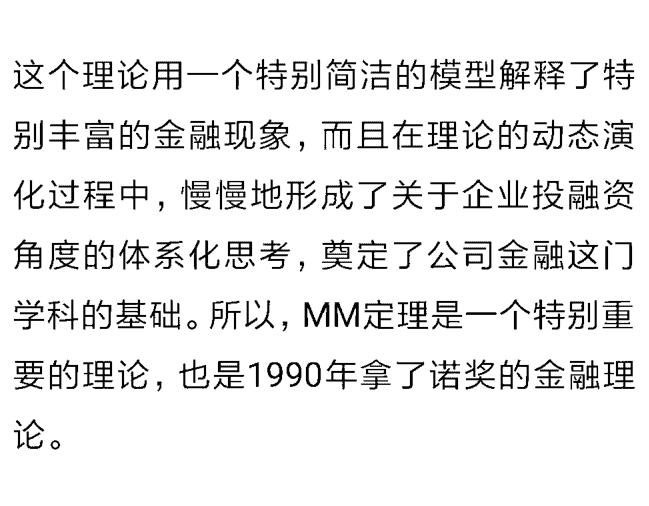 这个理论用一个特别简洁的模型解释了特
别丰富的金融现象，而且在理论的动态演
化过程中，慢慢地形成了关于企业投融资
角度的体系化思考，奠定了公司金融这门
学科的基础。所以，MM定理是一个特别重
要的理论，也是1990年拿了诺奖的金融理
论。